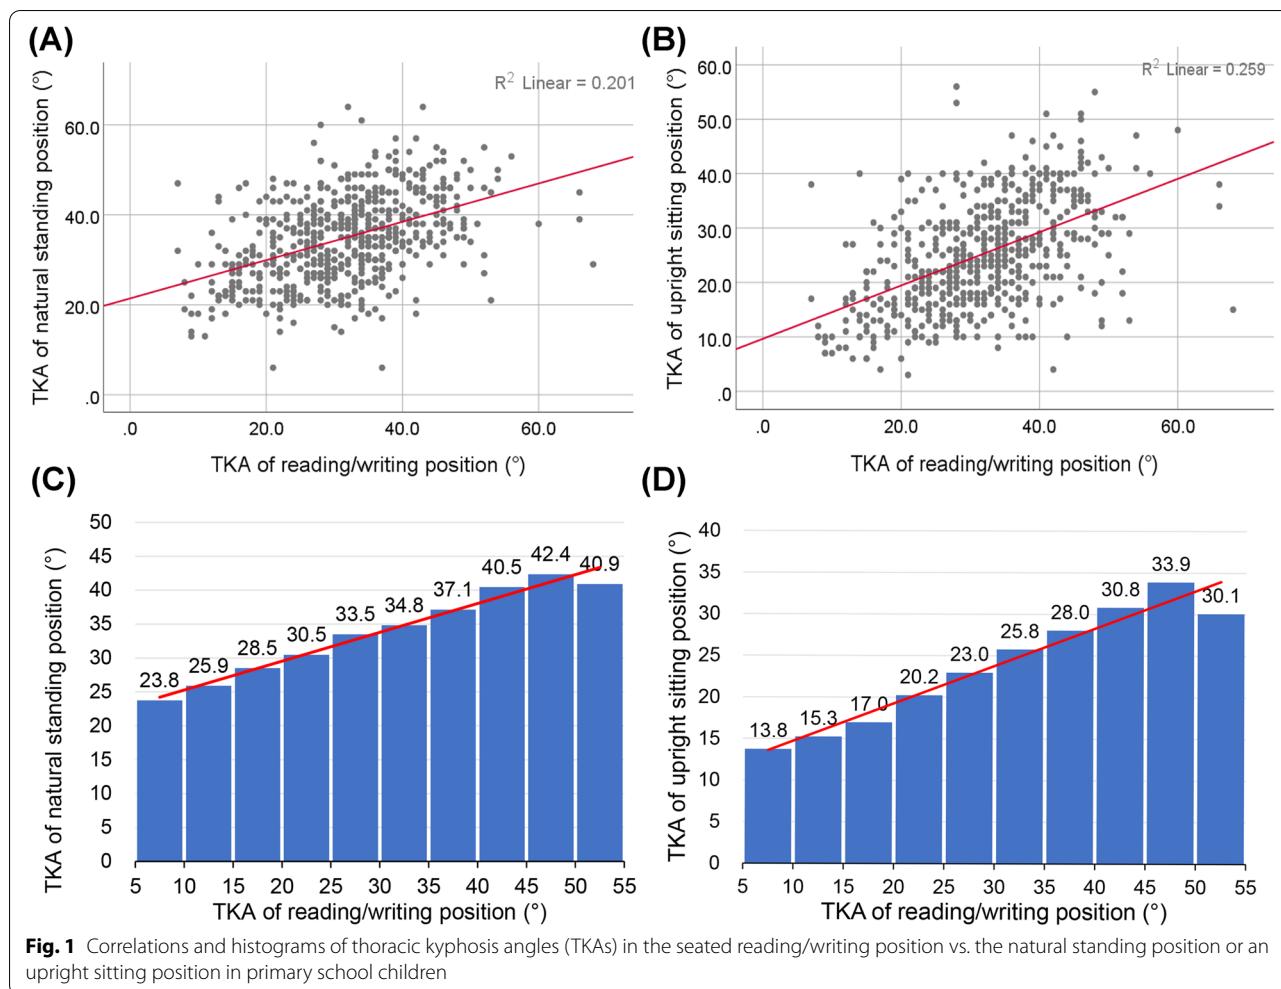 (A)
R² Linear = 0.201
TKA of natural standing position (°)
60.0
40.0
20.0
.0
.0 20.0 40.0 60.0
TKA of reading/writing position (°)
(B)
R² Linear = 0.259
TKA of upright sitting position (°)
60.0
50.0
40.0
30.0
20.0
10.0
.0
.0 20.0 40.0 60.0
TKA of reading/writing position (°)
(C)
TKA of natural standing position (°)
50
45
40
35
30
25
20
15
10
5
0
23.8 25.9 28.5 30.5 33.5 34.8 37.1 40.5 42.4 40.9
5 10 15 20 25 30 35 40 45 50 55
TKA of reading/writing position (°)
(D)
TKA of upright sitting position (°)
40
35
30
25
20
15
10
5
0
13.8 15.3 17.0 20.2 23.0 25.8 28.0 30.8 33.9 30.1
5 10 15 20 25 30 35 40 45 50 55
TKA of reading/writing position (°)
Fig. 1 Correlations and histograms of thoracic kyphosis angles (TKAs) in the seated reading/writing position vs. the natural standing position or an
upright sitting position in primary school children